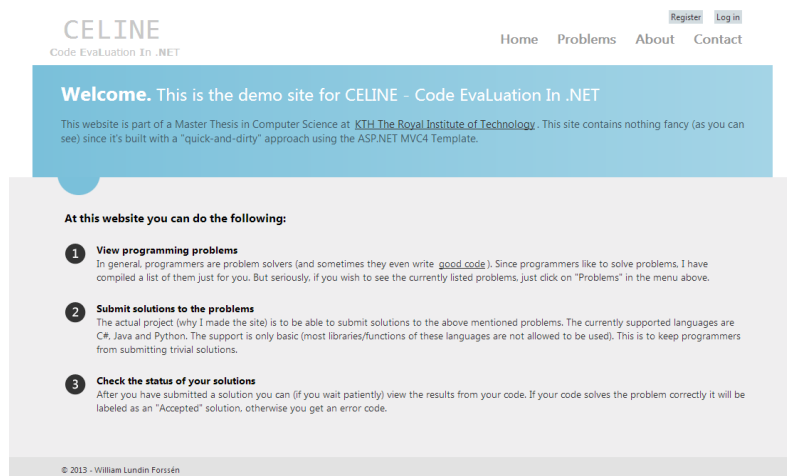 Register Log in
CELINE
Code EvaLuation In .NET
Home Problems About Contact
Welcome. This is the demo site for CELINE - Code EvaLuation In .NET
This website is part of a Master Thesis in Computer Science at KTH The Royal Institute of Technology . This site contains nothing fancy (as you can
see) since it's built with a "quick-and-dirty" approach using the ASP.NET MVC4 Template.
At this website you can do the following:
1 View programming problems
In general, programmers are problem solvers (and sometimes they even write good code ). Since programmers like to solve problems, I have
compiled a list of them just for you. But seriously, if you wish to see the currently listed problems, just click on "Problems" in the menu above.
2 Submit solutions to the problems
The actual project (why I made the site) is to be able to submit solutions to the above mentioned problems. The currently supported languages are
C#, Java and Python. The support is only basic (most libraries/functions of these languages are not allowed to be used). This is to keep programmers
from submitting trivial solutions.
3 Check the status of your solutions
After you have submitted a solution you can (if you wait patiently) view the results from your code. If your code solves the problem correctly it will be
labeled as an "Accepted" solution, otherwise you get an error code.
© 2013 - William Lundin Forssén